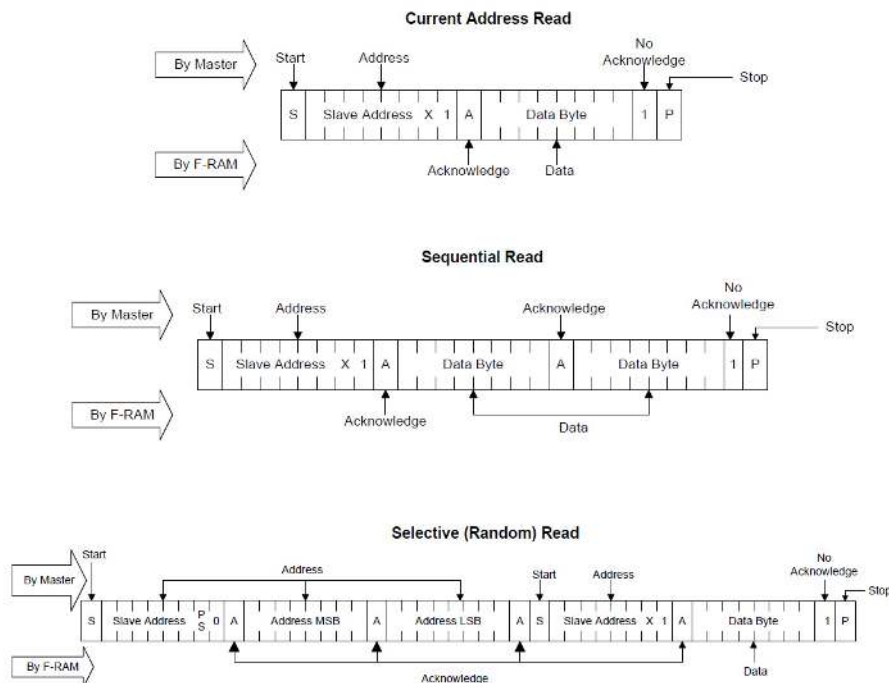 Current Address Read
By Master
Start
Address
No
Acknowledge
Stop
S Slave Address X 1 A Data Byte 1 P
By F-RAM
Acknowledge
Data
Sequential Read
By Master
Start
Address
Acknowledge
No
Acknowledge
Stop
S Slave Address X 1 A Data Byte A Data Byte 1 P
By F-RAM
Acknowledge
Data
Selective (Random) Read
By Master
Start
Address
Start
Address
No
Acknowledge
Stop
S Slave Address P S 0 A Address MSB A Address LSB A S Slave Address X 1 A Data Byte 1 P
By F-RAM
Acknowledge
Data